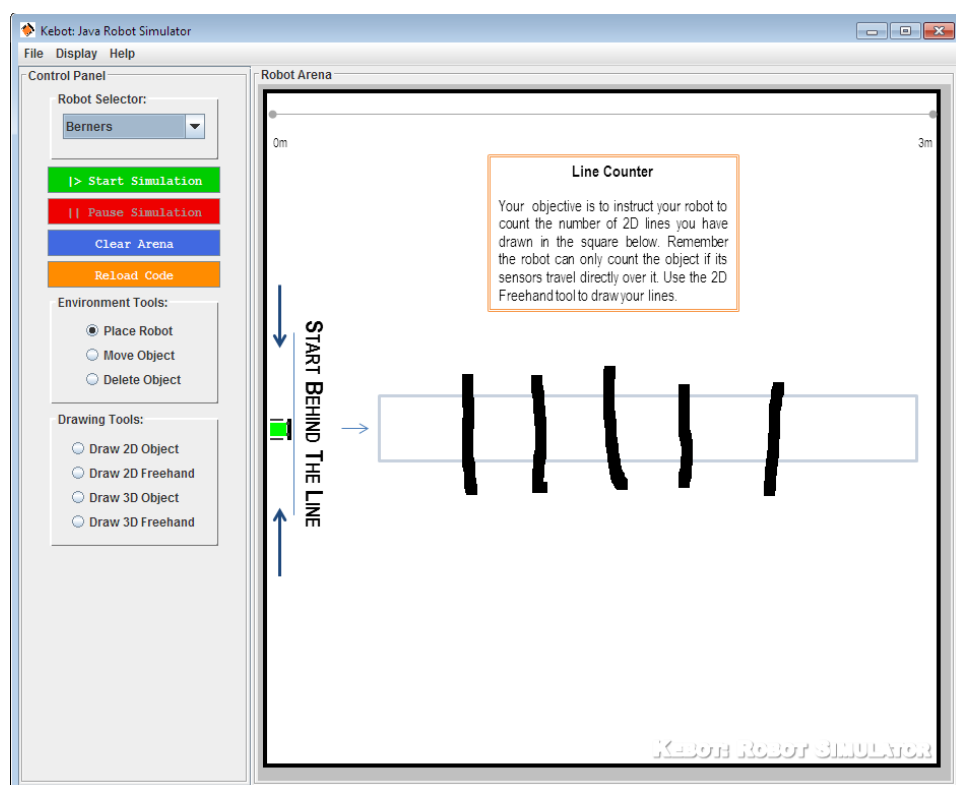 Kebot: Java Robot Simulator
File Display Help
Control Panel
Robot Selector:
Berners
|> Start Simulation
|| Pause Simulation
Clear Arena
Reload Code
Environment Tools:
Place Robot
Move Object
Delete Object
Drawing Tools:
Draw 2D Object
Draw 2D Freehand
Draw 3D Object
Draw 3D Freehand
Robot Arena
0m
3m
Line Counter
Your objective is to instruct your robot to
count the number of 2D lines you have
drawn in the square below. Remember
the robot can only count the object if its
sensors travel directly over it. Use the 2D
Freehand tool to draw your lines.
START BEHIND THE LINE
KEBOT: ROBOT SIMULATOR